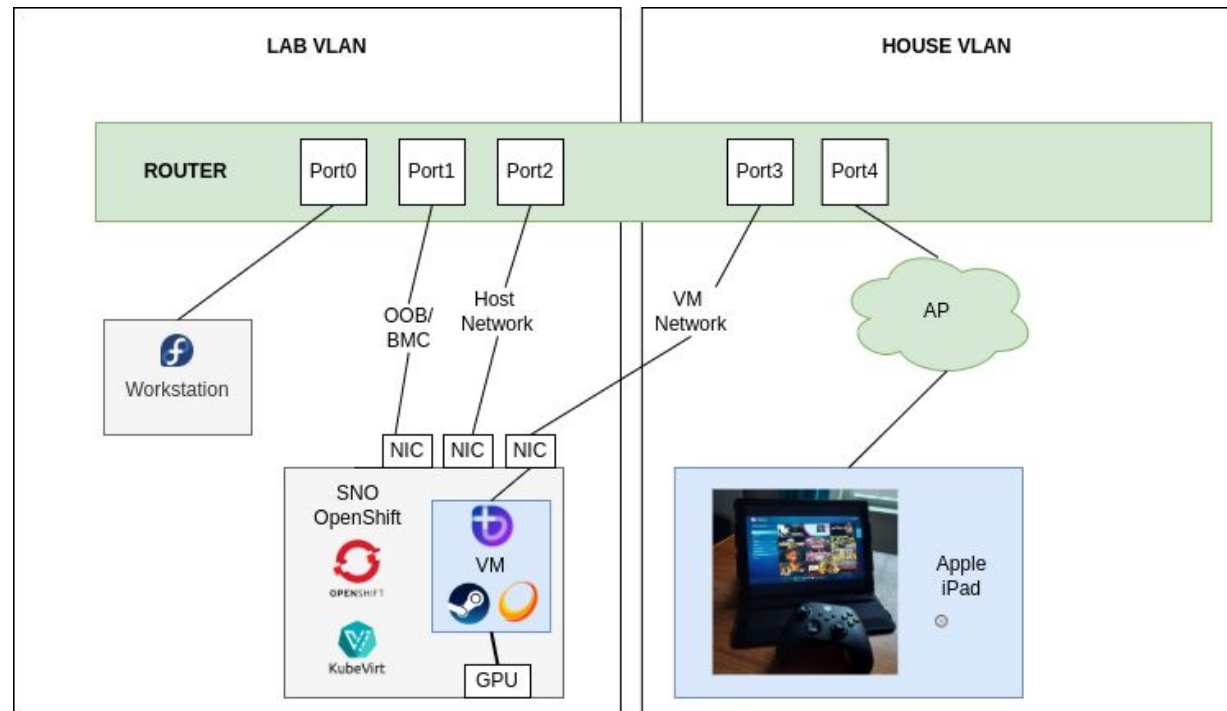 LAB VLAN
HOUSE VLAN
ROUTER
Port0
Port1
Port2
Port3
Port4
OOB/
BMC
Host
Network
VM
Network
AP
Workstation
NIC
NIC
NIC
SNO
OpenShift
OPENSHIFT
KubeVirt
VM
GPU
Apple
iPad